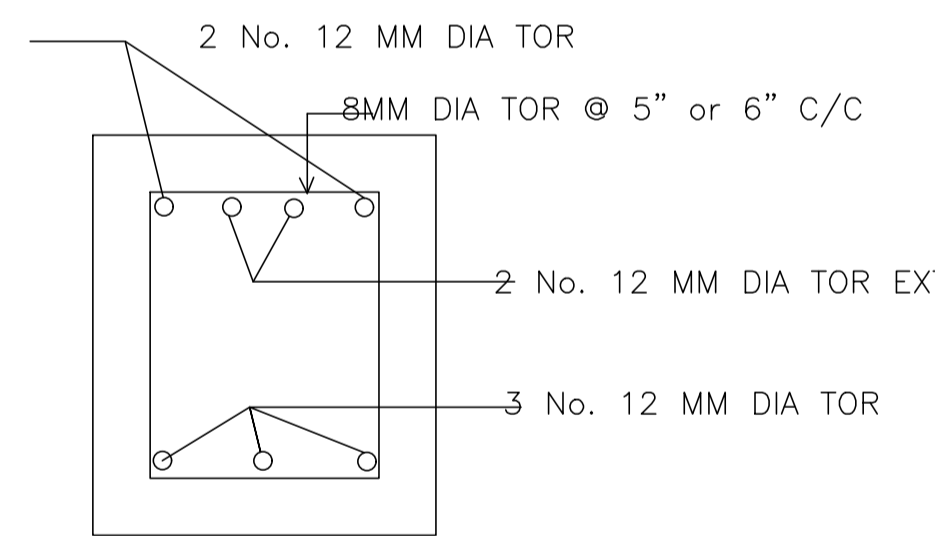 2 No. 12 MM DIA TOR
8MM DIA TOR @ 5” or 6” C/C
2 No. 12 MM DIA TOR EX
3 No. 12 MM DIA TOR